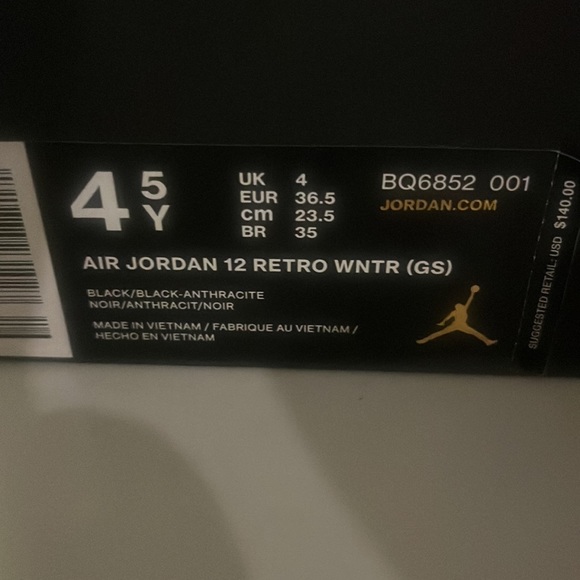 4 5Y
UK 4
EUR 36.5
cm 23.5
BR 35
BQ6852 001
JORDAN.COM
AIR JORDAN 12 RETRO WNTR (GS)
BLACK/BLACK-ANTHRACITE
NOIR/ANTHRACIT/NOIR
MADE IN VIETNAM / FABRIQUE AU VIETNAM /
HECHO EN VIETNAM
SUGGESTED RETAIL: USD $140.00